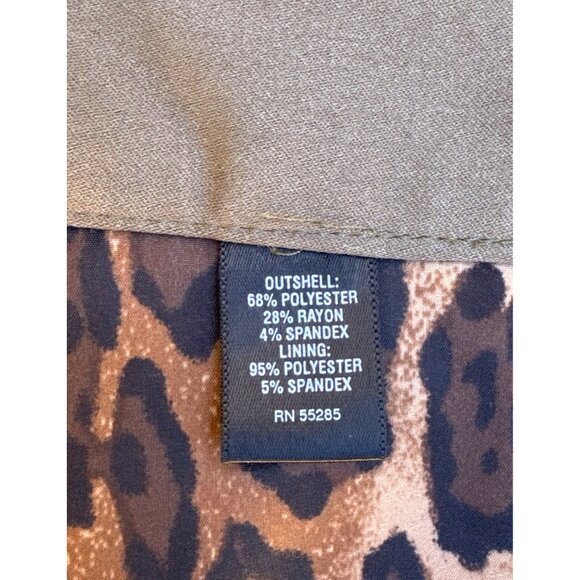 OUTSHELL:
68% POLYESTER
28% RAYON
4% SPANDEX
LINING:
95% POLYESTER
5% SPANDEX
RN 55285